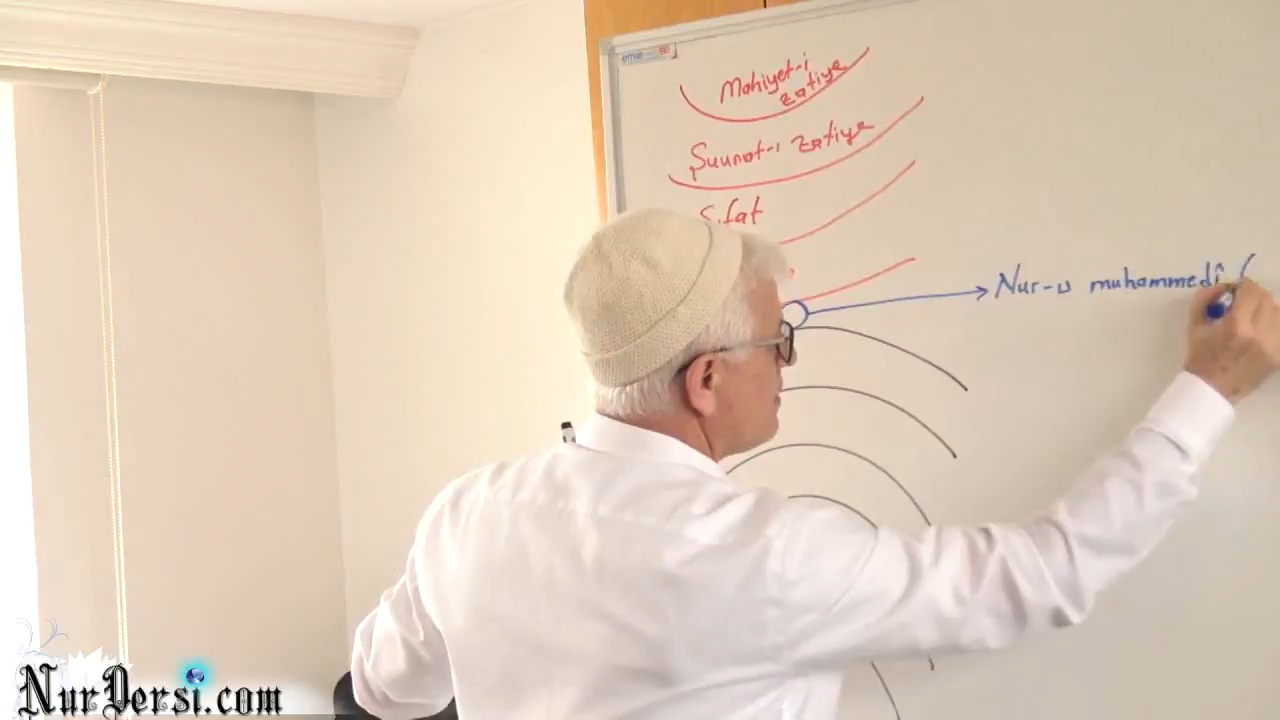 Mahiyet-i
zatiye
Şuunat-ı zatiye
Sıfat
Nur-u muhammedî (
NurDersi.com